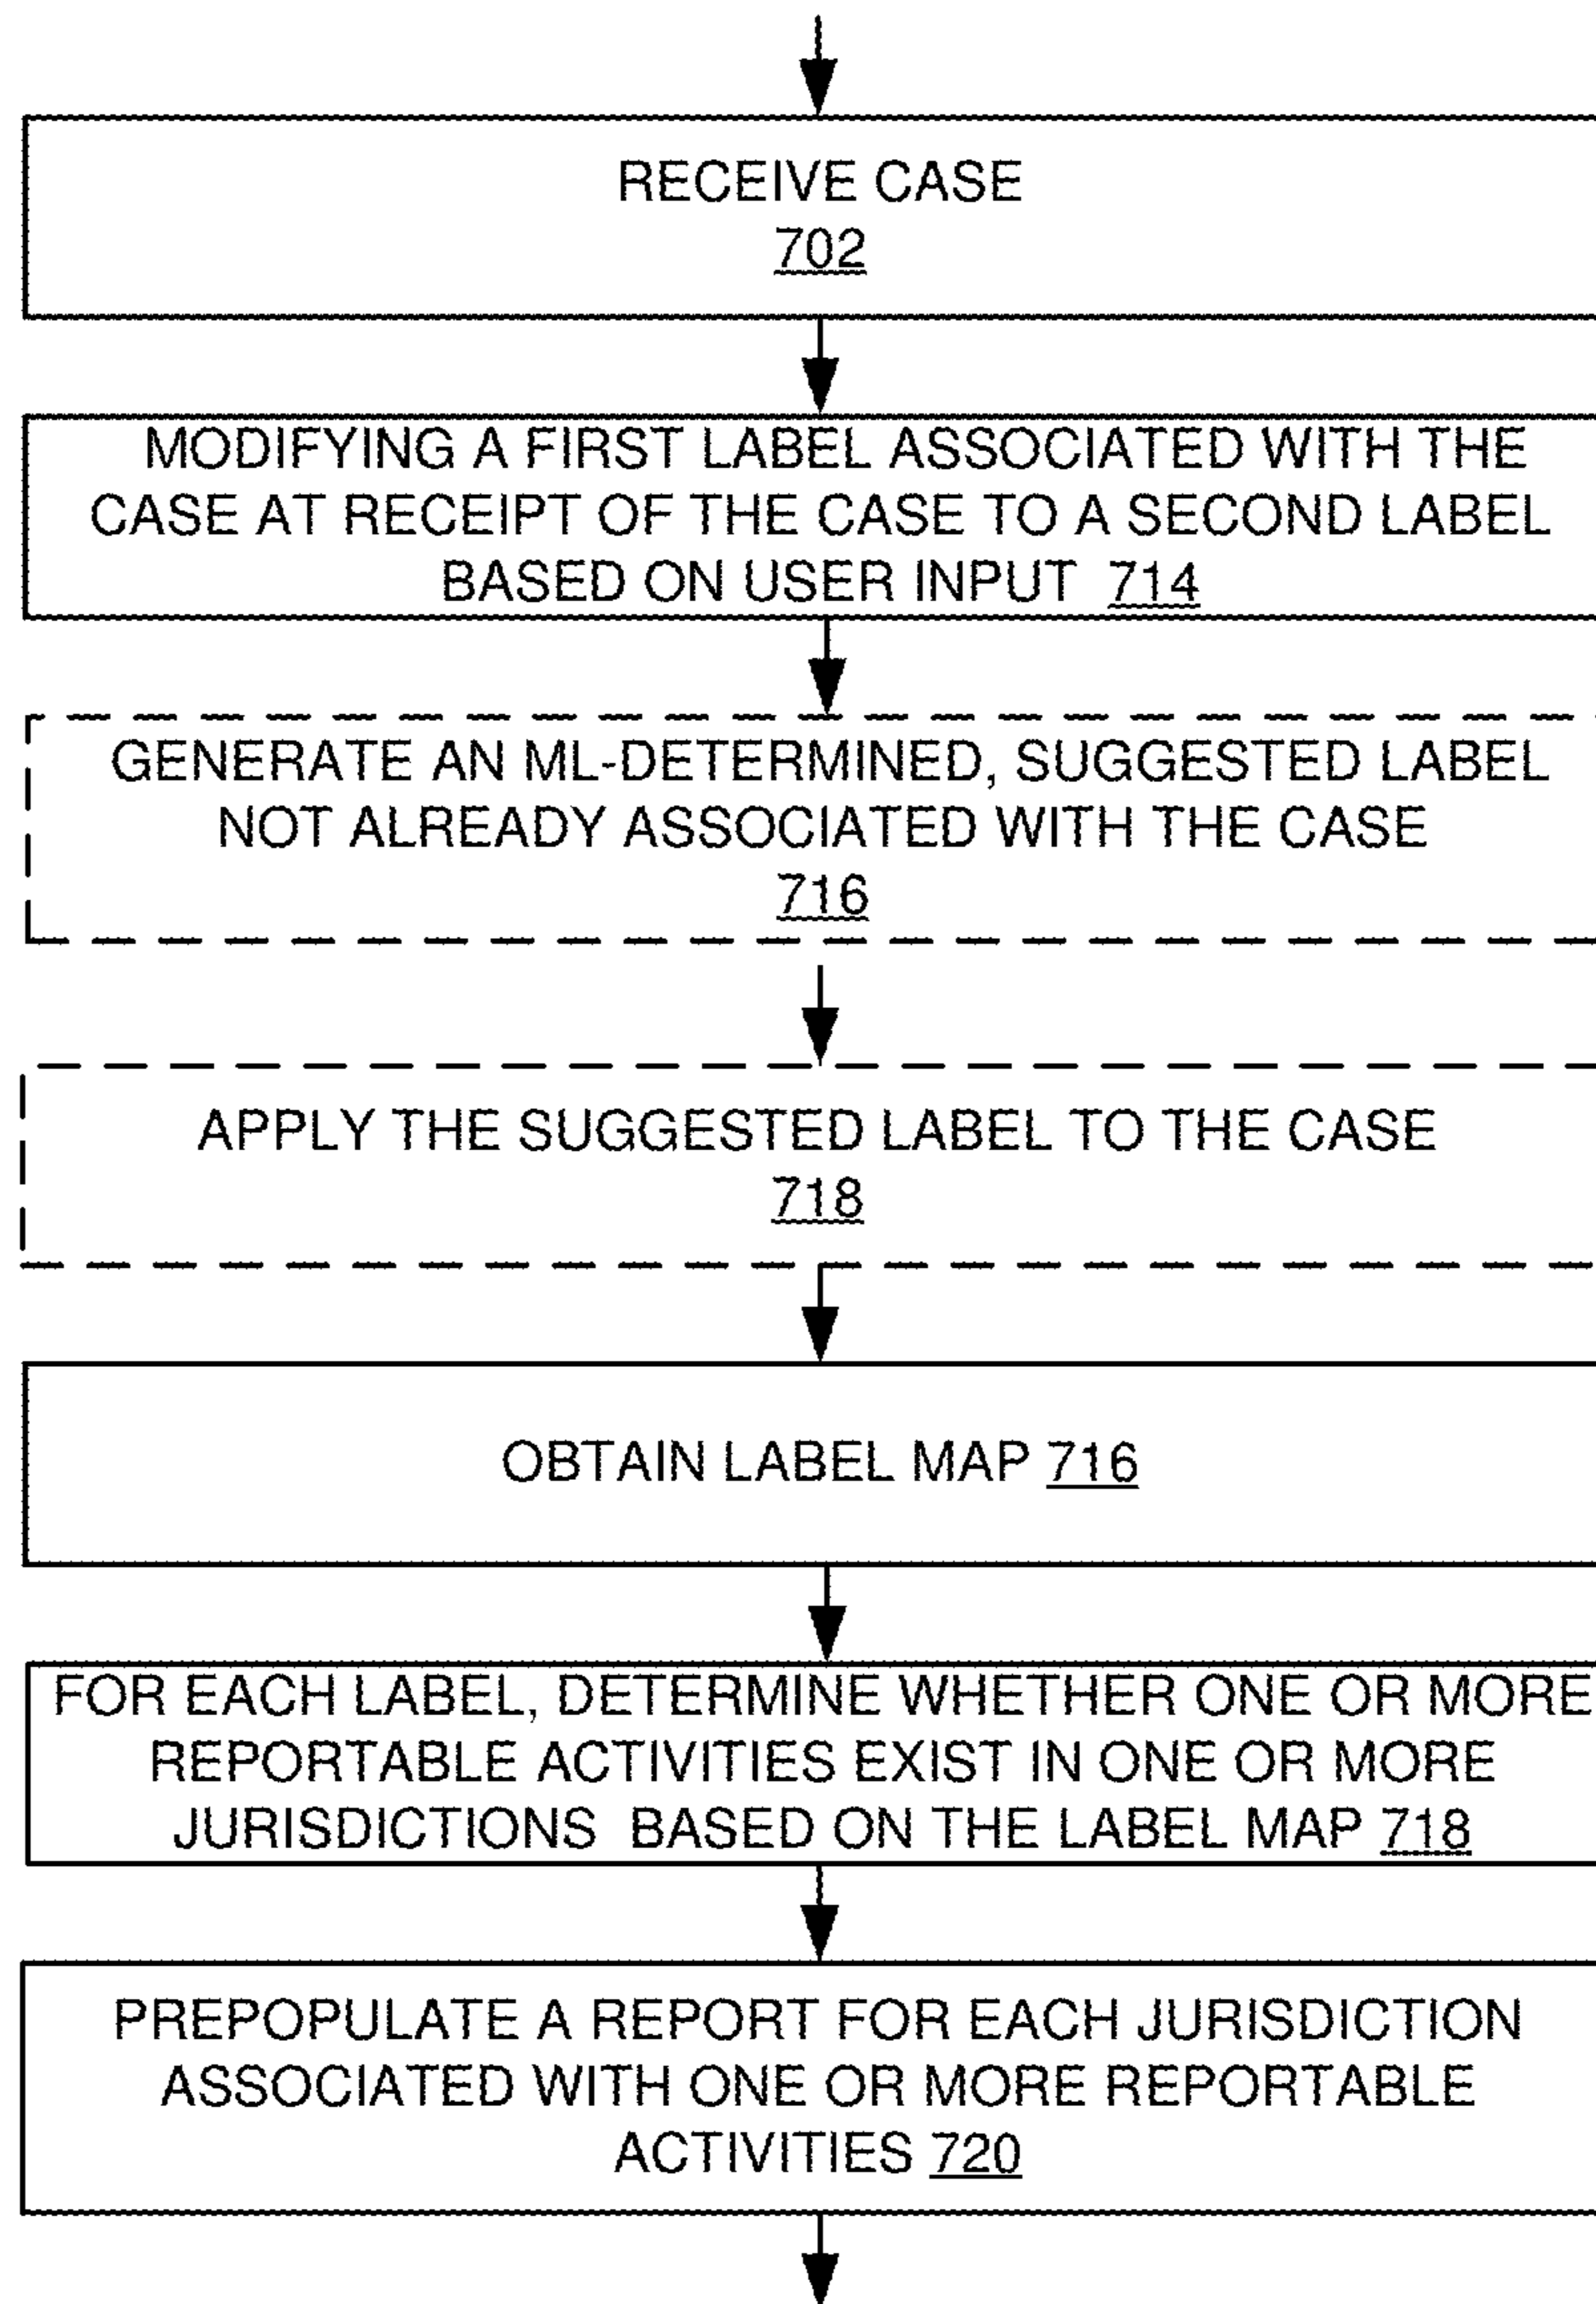 RECEIVE CASE
702
MODIFYING A FIRST LABEL ASSOCIATED WITH THE
CASE AT RECEIPT OF THE CASE TO A SECOND LABEL
BASED ON USER INPUT 714
GENERATE AN ML-DETERMINED, SUGGESTED LABEL
NOT ALREADY ASSOCIATED WITH THE CASE
716
APPLY THE SUGGESTED LABEL TO THE CASE
718
OBTAIN LABEL MAP 716
FOR EACH LABEL, DETERMINE WHETHER ONE OR MORE
REPORTABLE ACTIVITIES EXIST IN ONE OR MORE
JURISDICTIONS BASED ON THE LABEL MAP 718
PREPOPULATE A REPORT FOR EACH JURISDICTION
ASSOCIATED WITH ONE OR MORE REPORTABLE
ACTIVITIES 720